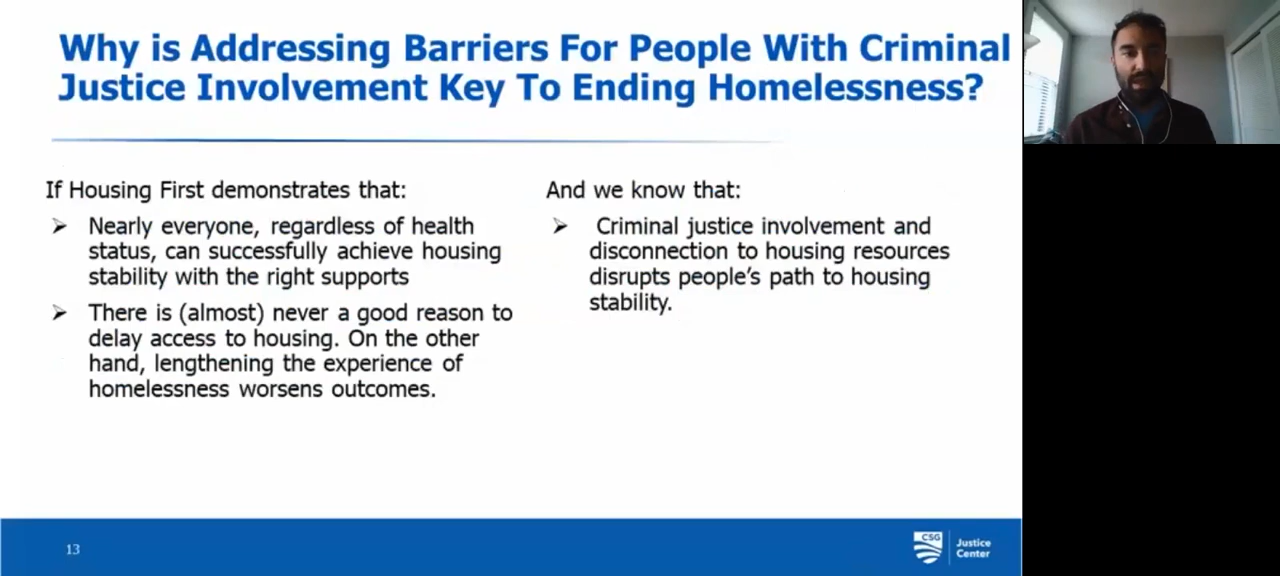 Why is Addressing Barriers For People With Criminal
Justice Involvement Key To Ending Homelessness?
If Housing First demonstrates that:
➢ Nearly everyone, regardless of health
status, can successfully achieve housing
stability with the right supports
➢ There is (almost) never a good reason to
delay access to housing. On the other
hand, lengthening the experience of
homelessness worsens outcomes.
And we know that:
➢ Criminal justice involvement and
disconnection to housing resources
disrupts people’s path to housing
stability.
13
CSG
Justice
Center